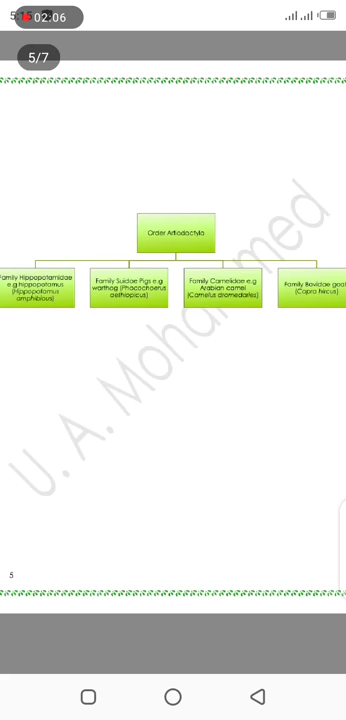 02:06
5/7
Order Artiodactyla
Family Hippopotamidae
e.g hippopotamus
(Hippopotamus
amphibious)
Family Suidae Pigs e.g
warthog (Phacochoerus
aethiopicus)
Family Camelidae e.g
Arabian camel
(Camelus dromedaries)
Family Bovidae goat
(Capra hircus)
U. A. Mohammed
5